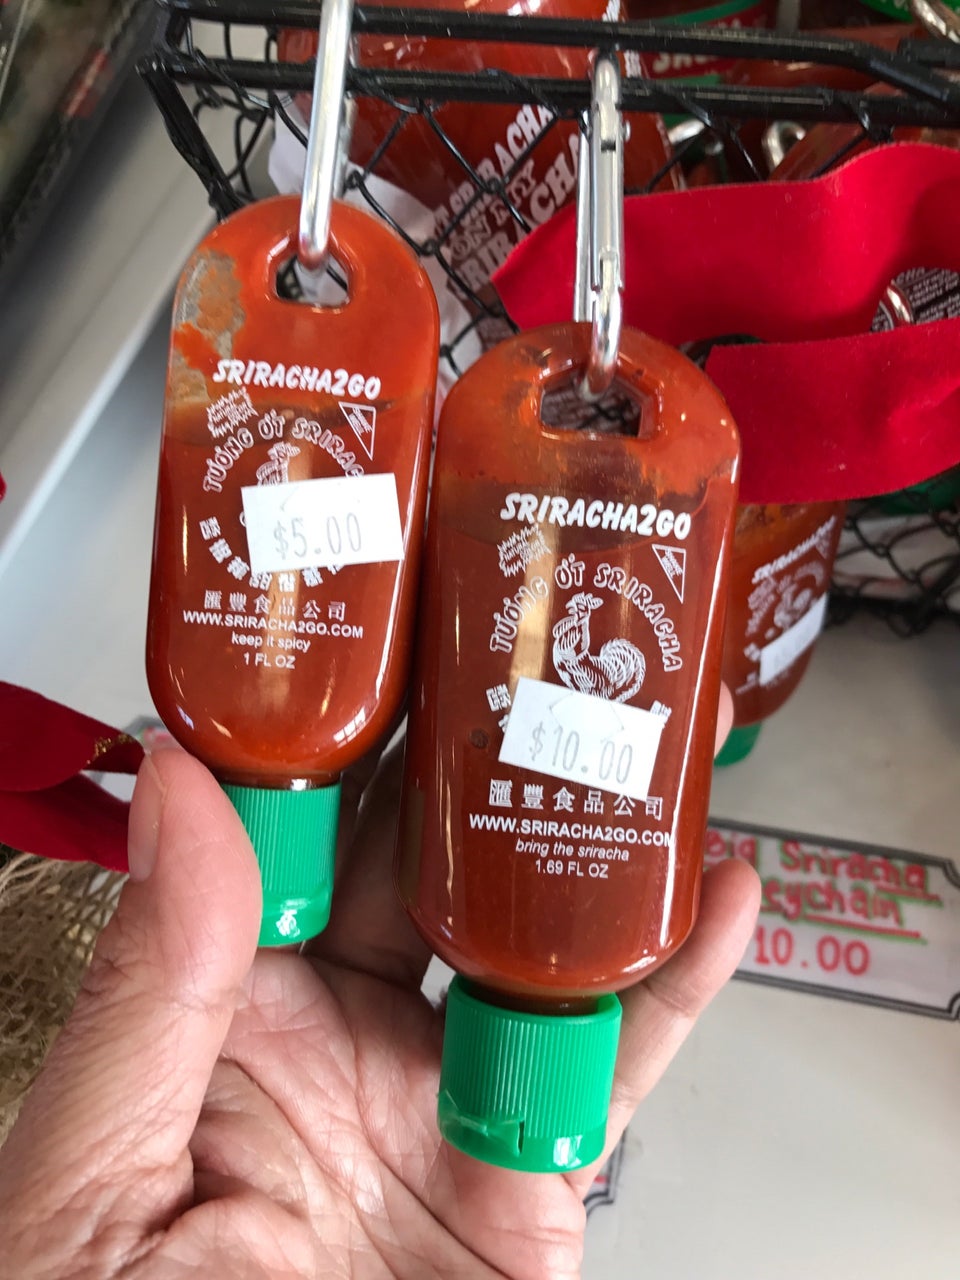 SRIRACHA2GO
TƯƠNG ỚT SRIRAC
$5.00
匯豐食品公司
WWW.SRIRACHA2GO.COM
keep it spicy
1 FL OZ
SRIRACHA2GO
TƯƠNG ỚT SRIRACHA
$10.00
匯豐食品公司
WWW.SRIRACHA2GO.COM
bring the sriracha
1.69 FL OZ
SRIRACHA
SRIRACHA
Big Sriracha
10.00